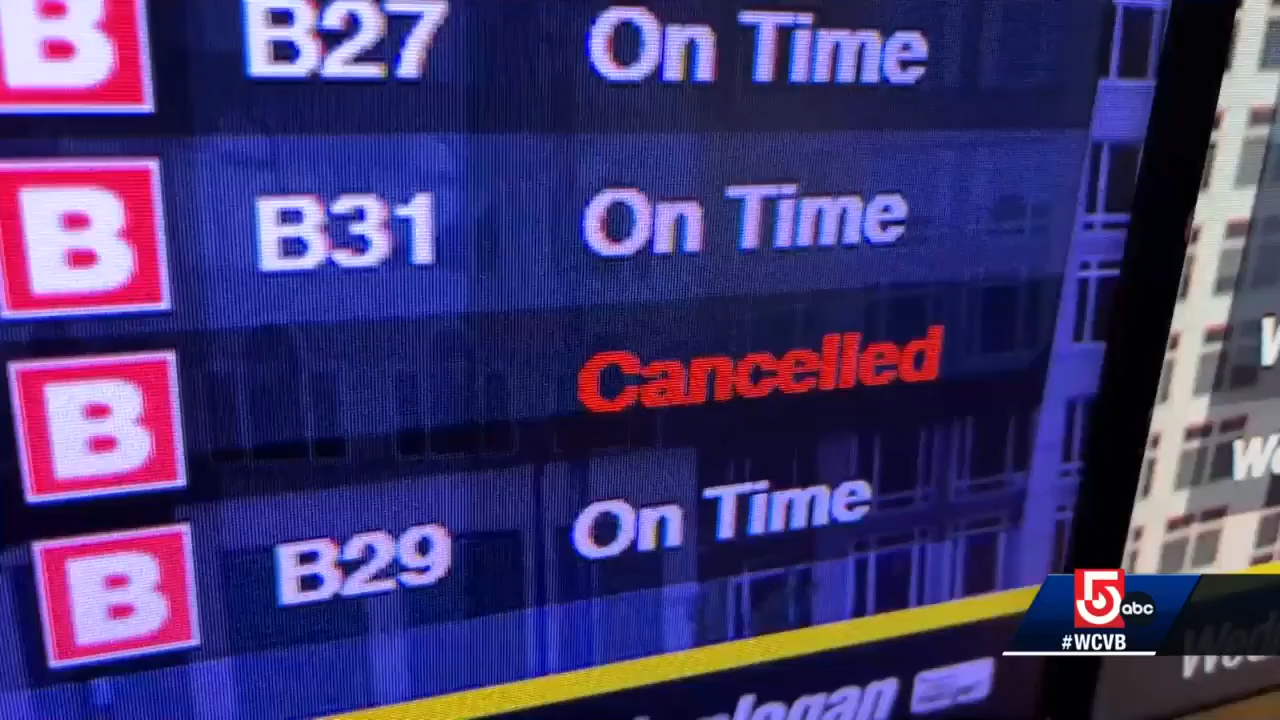 B B27 On Time
B B31 On Time
B Cancelled
B B29 On Time
5 abc
#WCVB